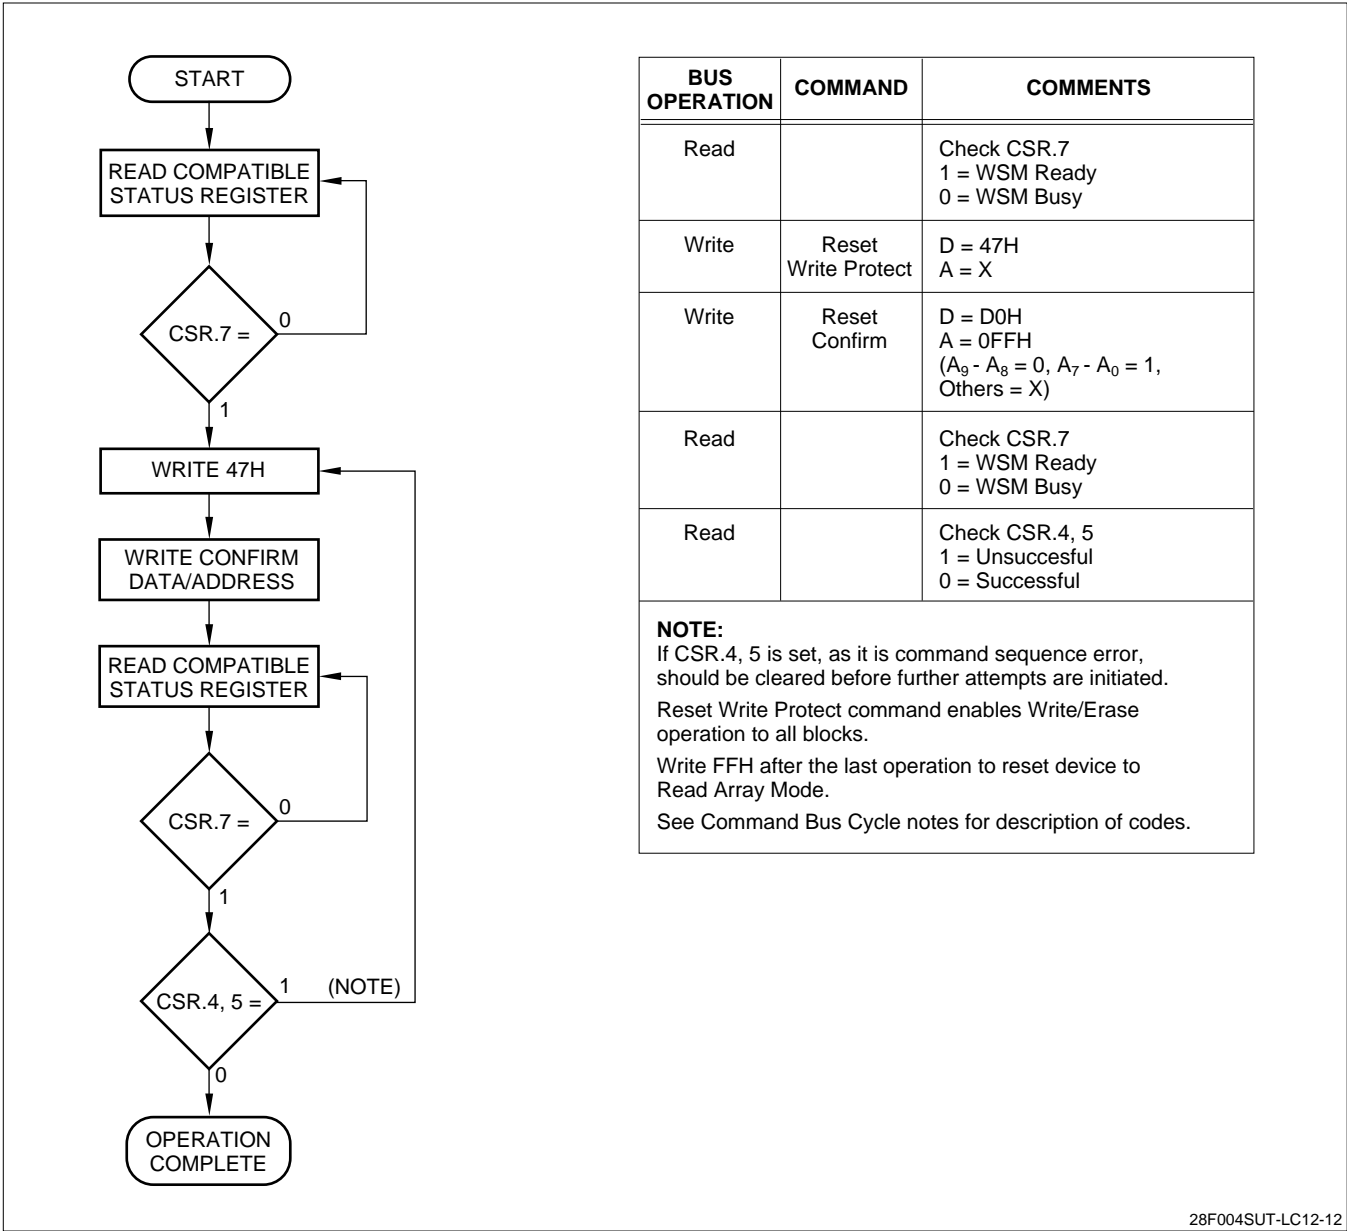 START
READ COMPATIBLE
STATUS REGISTER
0
CSR.7 =
1
WRITE 47H
WRITE CONFIRM
DATA/ADDRESS
READ COMPATIBLE
STATUS REGISTER
0
CSR.7 =
1
1 (NOTE)
CSR.4, 5 =
0
OPERATION
COMPLETE
BUS
OPERATION
COMMAND
COMMENTS
Read
Check CSR.7
1 = WSM Ready
0 = WSM Busy
Write
Reset
Write Protect
D = 47H
A = X
Write
Reset
Confirm
D = D0H
A = 0FFH
(A₉ - A₈ = 0, A₇ - A₀ = 1,
Others = X)
Read
Check CSR.7
1 = WSM Ready
0 = WSM Busy
Read
Check CSR.4, 5
1 = Unsuccesful
0 = Successful
NOTE:
If CSR.4, 5 is set, as it is command sequence error,
should be cleared before further attempts are initiated.
Reset Write Protect command enables Write/Erase
operation to all blocks.
Write FFH after the last operation to reset device to
Read Array Mode.
See Command Bus Cycle notes for description of codes.
28F004SUT-LC12-12